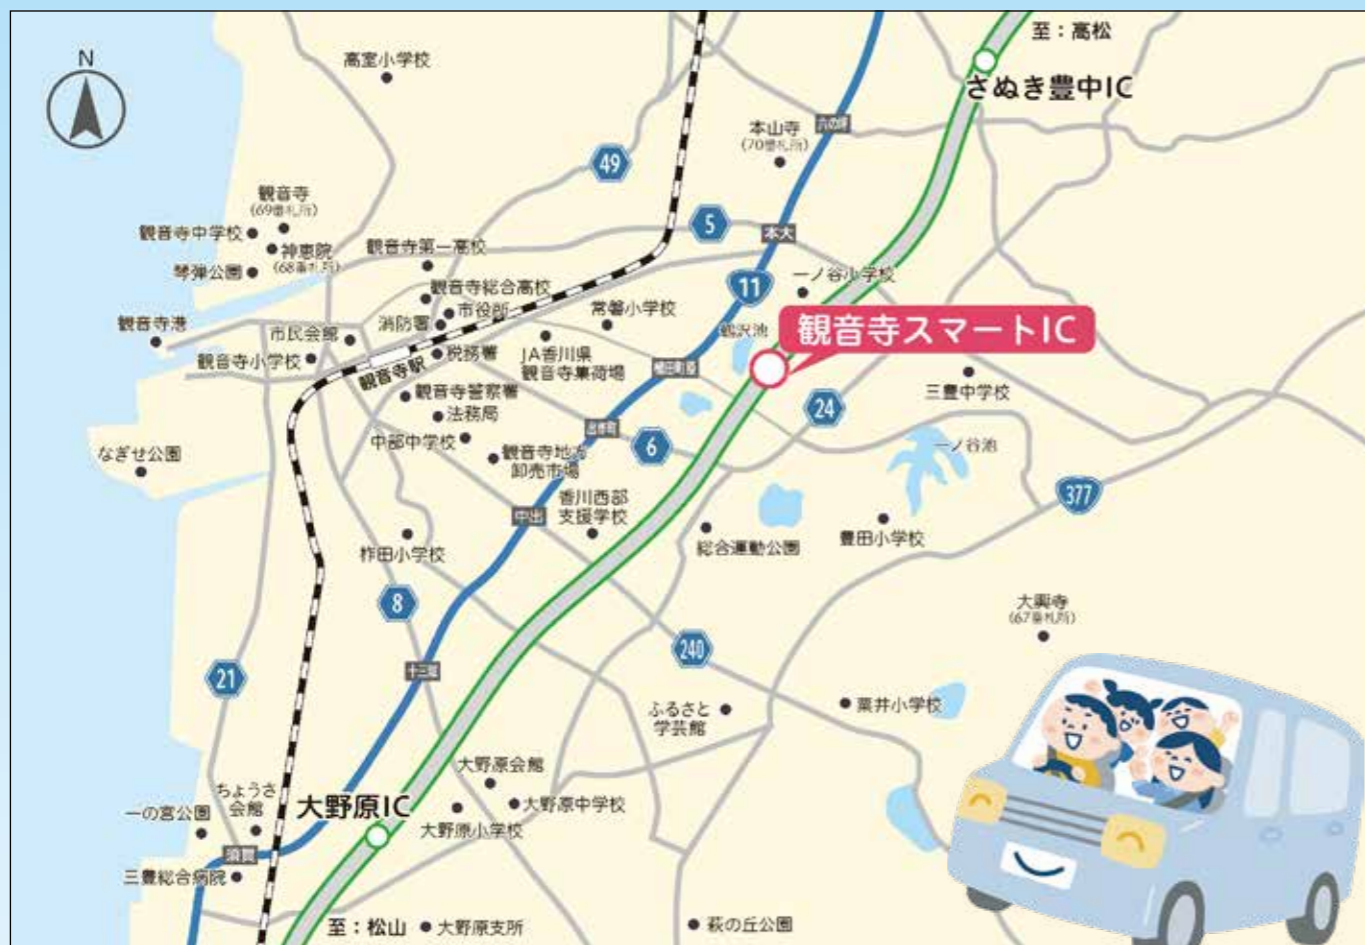 N
至：高松
さぬき豊中IC
高室小学校
本山寺
(70番札所)
六の坪
49
観音寺
(69番札所)
5
観音寺中学校
神恵院
(68番札所)
観音寺第一高校
本大
琴弾公園
11
一ノ谷小学校
観音寺総合高校
市役所
常磐小学校
観音寺港
消防署
市民会館
鶴沢池
観音寺スマートIC
観音寺小学校
税務署
JA香川県
観音寺集荷場
観音寺駅
植田町原
三豊中学校
観音寺警察署
24
法務局
出作町
中部中学校
6
なぎせ公園
観音寺地方
卸売市場
一ノ谷池
377
香川西部
支援学校
中出
柞田小学校
総合運動公園
豊田小学校
8
大興寺
(67番札所)
240
21
ふるさと
学芸館
粟井小学校
大野原会館
ちょうさ
会館
大野原IC
大野原中学校
一の宮公園
大野原小学校
須賀
三豊総合病院
至：松山
大野原支所
萩の丘公園